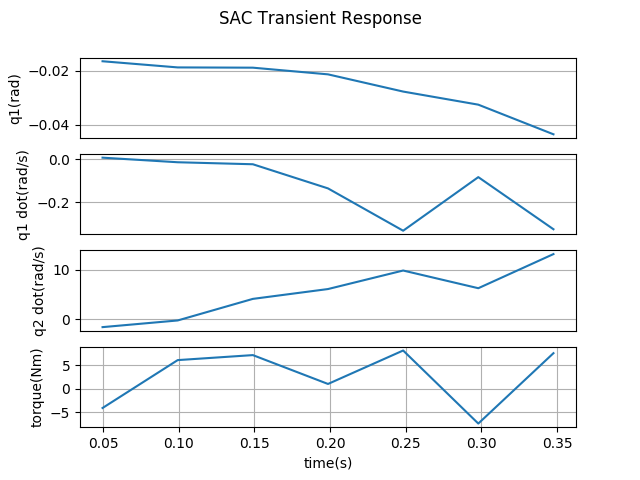 SAC Transient Response
q1(rad)
−0.02
−0.04
q1 dot(rad/s)
0.0
−0.2
q2 dot(rad/s)
10
0
torque(Nm)
5
0
−5
0.05 0.10 0.15 0.20 0.25 0.30 0.35
time(s)